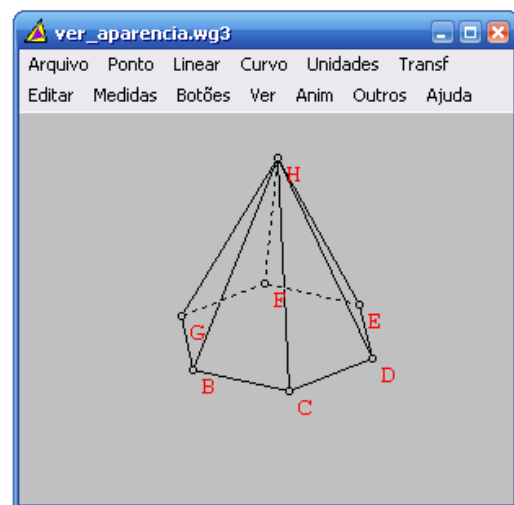 ver_aparencia.wg3
Arquivo Ponto Linear Curvo Unidades Transf
Editar Medidas Botões Ver Anim Outros Ajuda
H
F
E
G
D
B
C